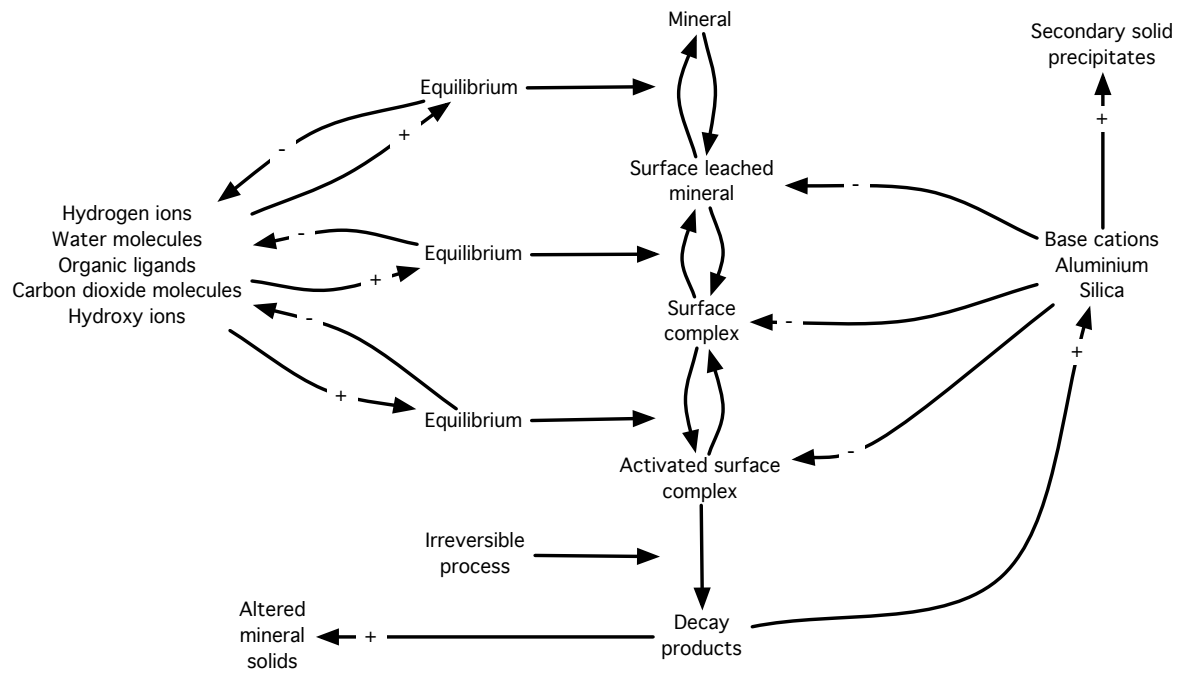 Mineral
Secondary solid
precipitates
Equilibrium
+
+
-
Surface leached
mineral
-
Hydrogen ions
Water molecules
Organic ligands
Carbon dioxide molecules
Hydroxy ions
-
Equilibrium
+
Base cations
Aluminium
Silica
-
Surface
complex
-
+
+
Equilibrium
-
Activated surface
complex
Irreversible
process
Altered
mineral
solids
+
Decay
products